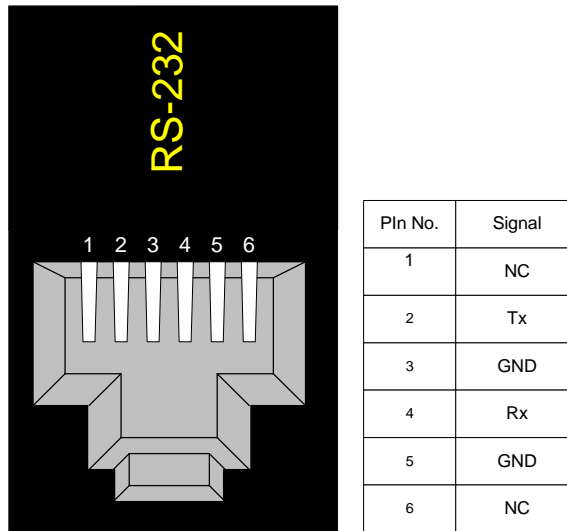 RS-232
1 2 3 4 5 6
PIn No. Signal
1 NC
2 Tx
3 GND
4 Rx
5 GND
6 NC